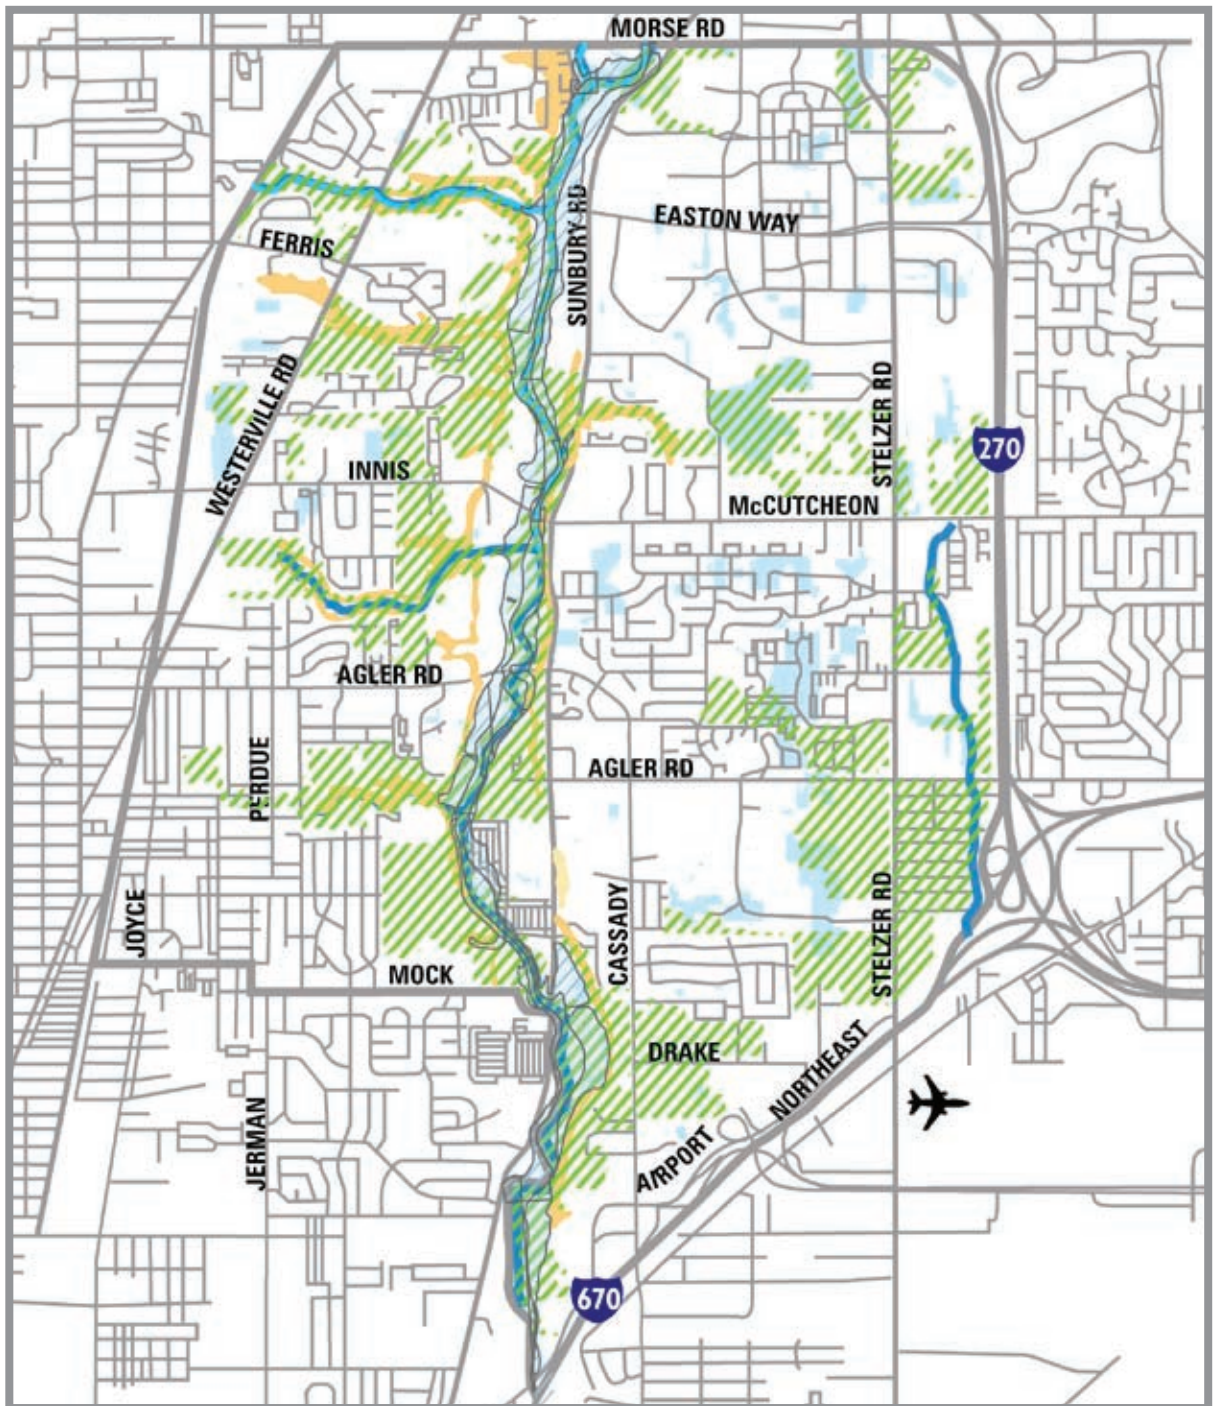 MORSE RD
SUNBURY RD
EASTON WAY
FERRIS
WESTERVILLE RD
STELZER RD
270
INNIS
McCUTCHEON
AGLER RD
PERDUE
AGLER RD
JOYCE
CASSADY
STELZER RD
MOCK
DRAKE
NORTHEAST
JERMAN
AIRPORT
670